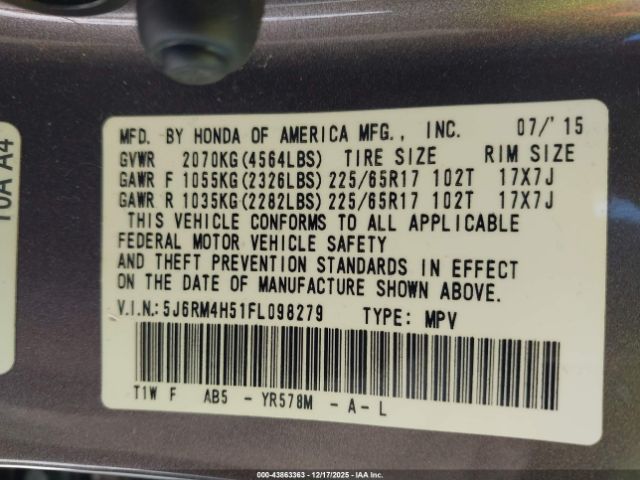 MFD. BY HONDA OF AMERICA MFG., INC. 07/'15
GVWR 2070KG(4564LBS) TIRE SIZE RIM SIZE
GAWR F 1055KG(2326LBS) 225/65R17 102T 17X7J
GAWR R 1035KG(2282LBS) 225/65R17 102T 17X7J
THIS VEHICLE CONFORMS TO ALL APPLICABLE
FEDERAL MOTOR VEHICLE SAFETY
AND THEFT PREVENTION STANDARDS IN EFFECT
ON THE DATE OF MANUFACTURE SHOWN ABOVE.
V.I.N.:5J6RM4H51FL098279 TYPE: MPV
T1W F AB5 - YR578M - A - L
10A A4
000-43863363 - 12/17/2025 - IAA Inc.